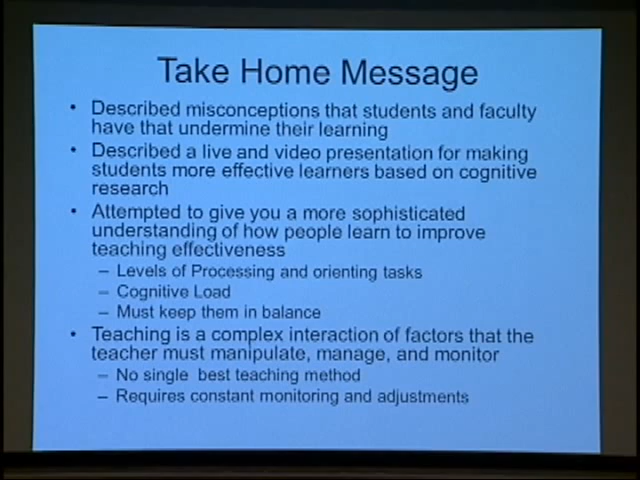 Take Home Message
• Described misconceptions that students and faculty
have that undermine their learning
• Described a live and video presentation for making
students more effective learners based on cognitive
research
• Attempted to give you a more sophisticated
understanding of how people learn to improve
teaching effectiveness
– Levels of Processing and orienting tasks
– Cognitive Load
– Must keep them in balance
• Teaching is a complex interaction of factors that the
teacher must manipulate, manage, and monitor
– No single best teaching method
– Requires constant monitoring and adjustments